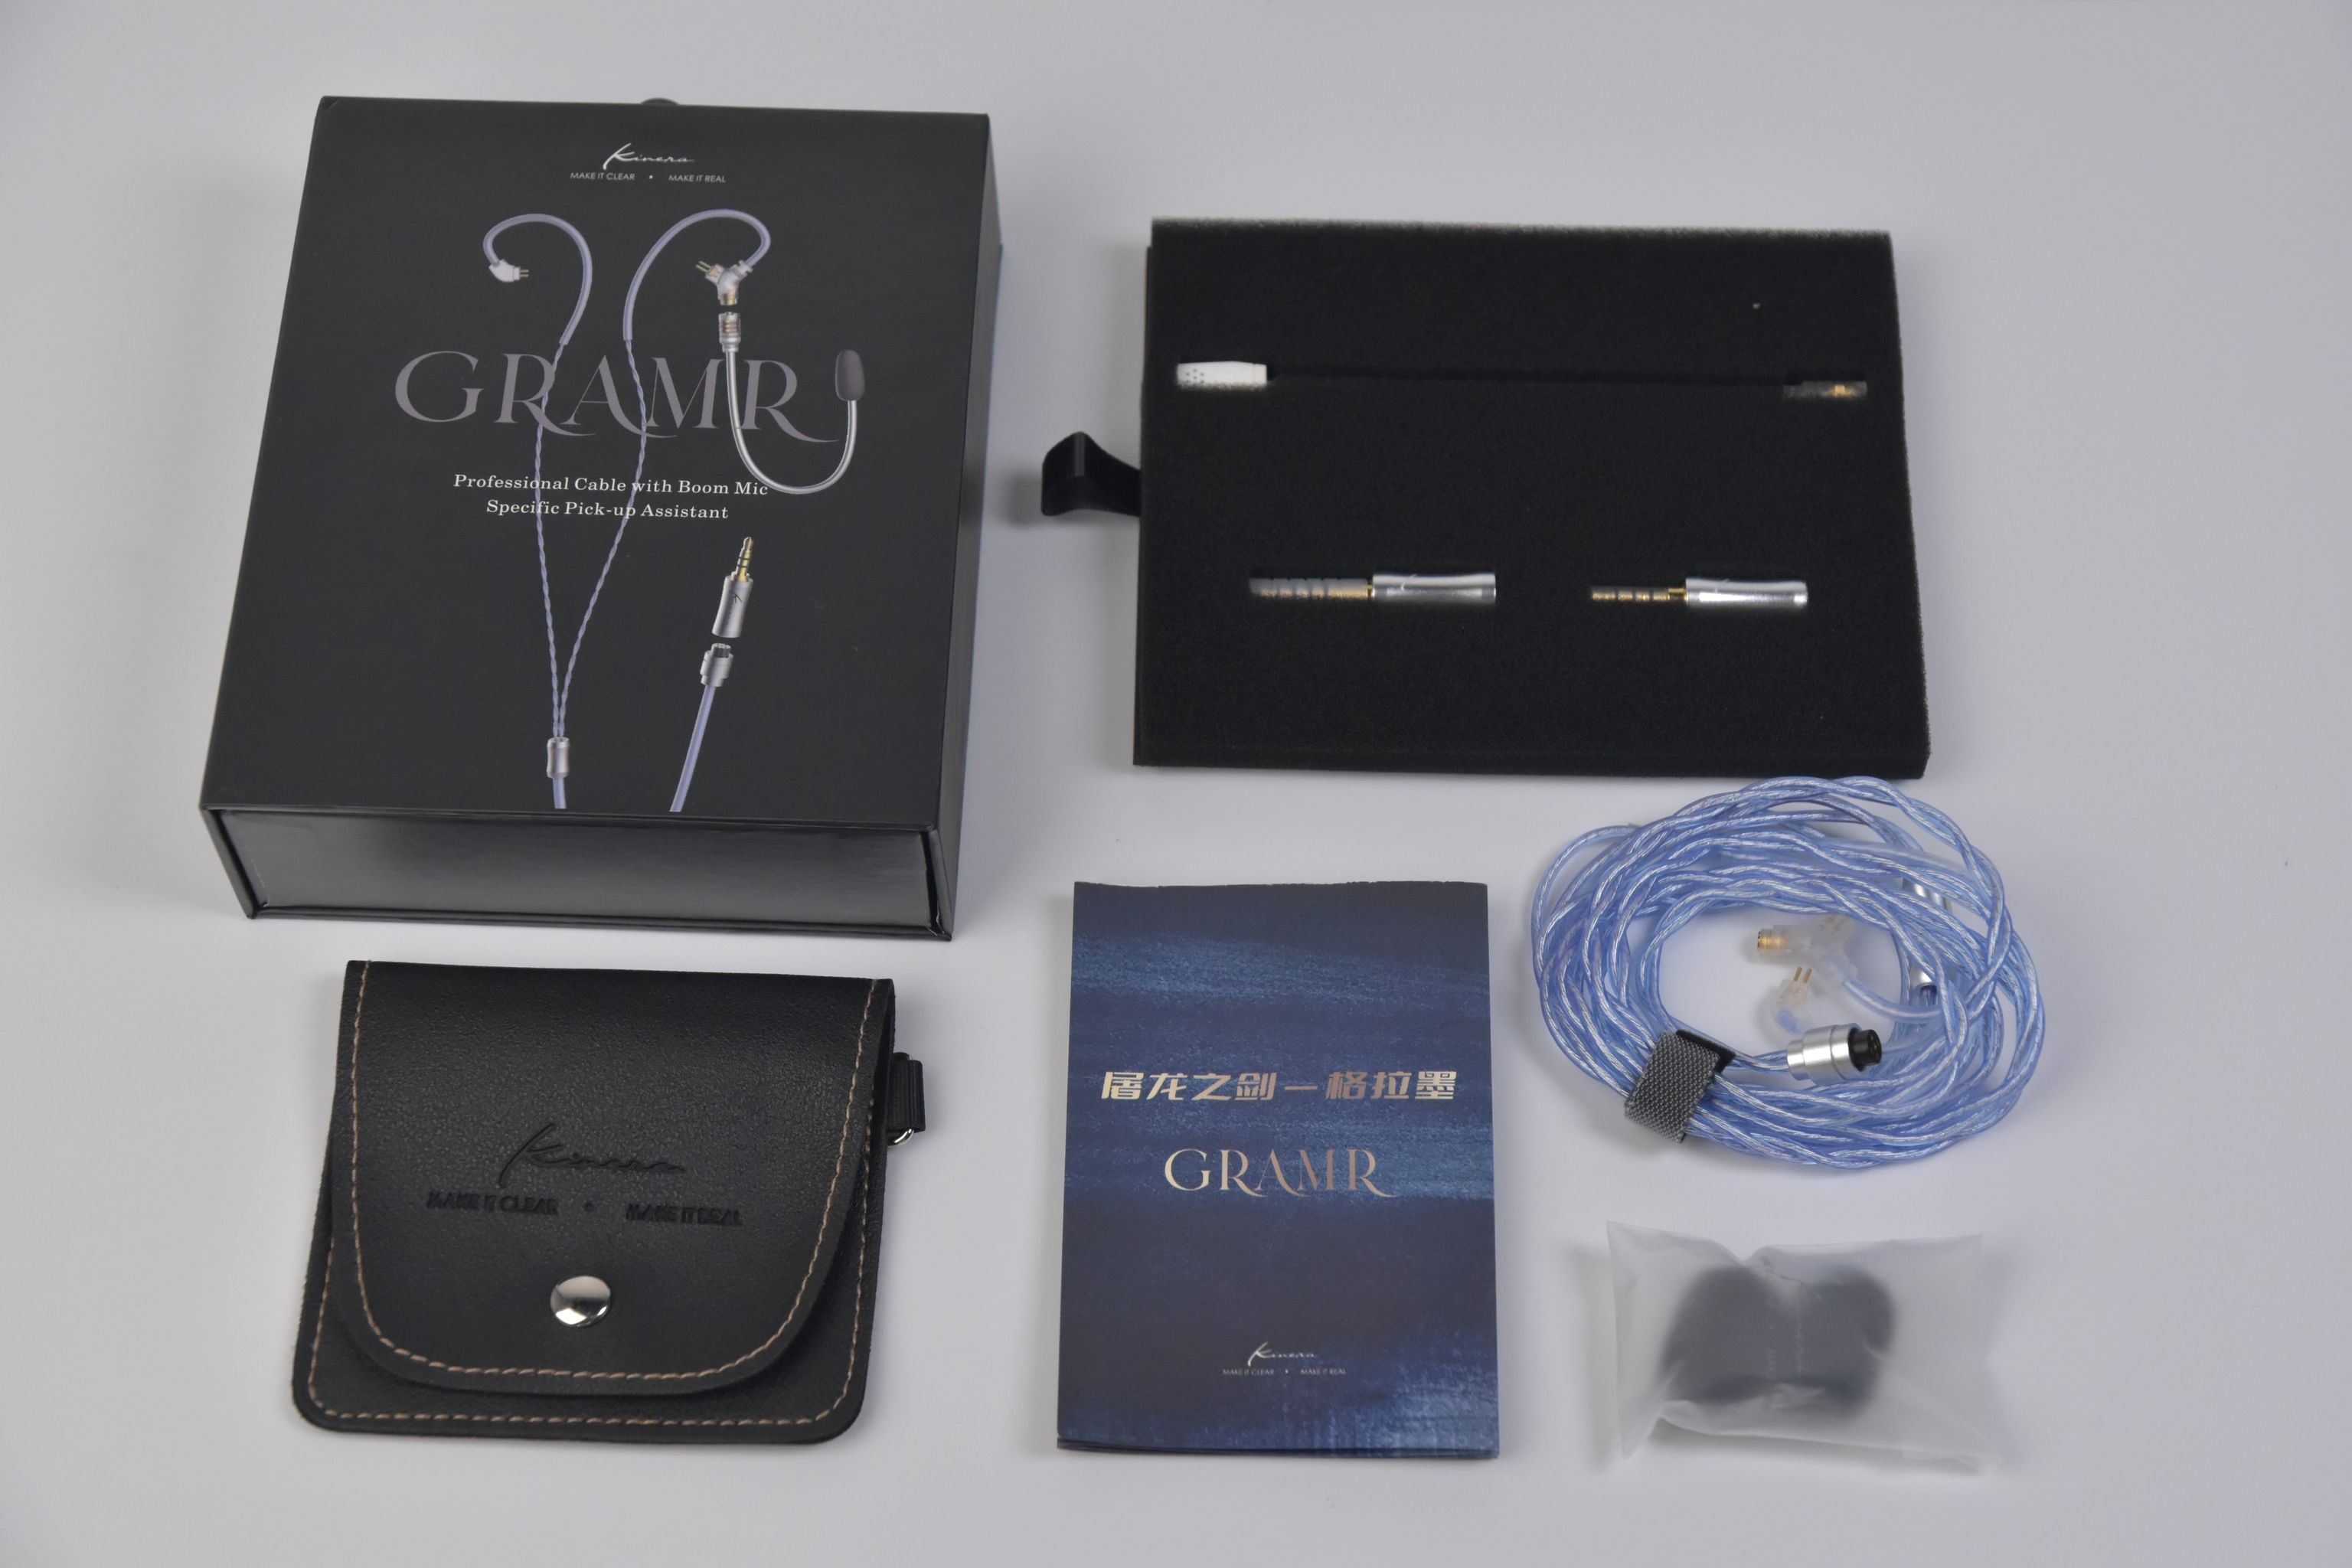 Kinera
MAKE IT CLEAR • MAKE IT REAL
GRAMR
Professional Cable with Boom Mic
Specific Pick-up Assistant
Kinera
MAKE IT CLEAR • MAKE IT REAL
屠龙之剑—格拉墨
GRAMR
Kinera
MAKE IT CLEAR • MAKE IT REAL